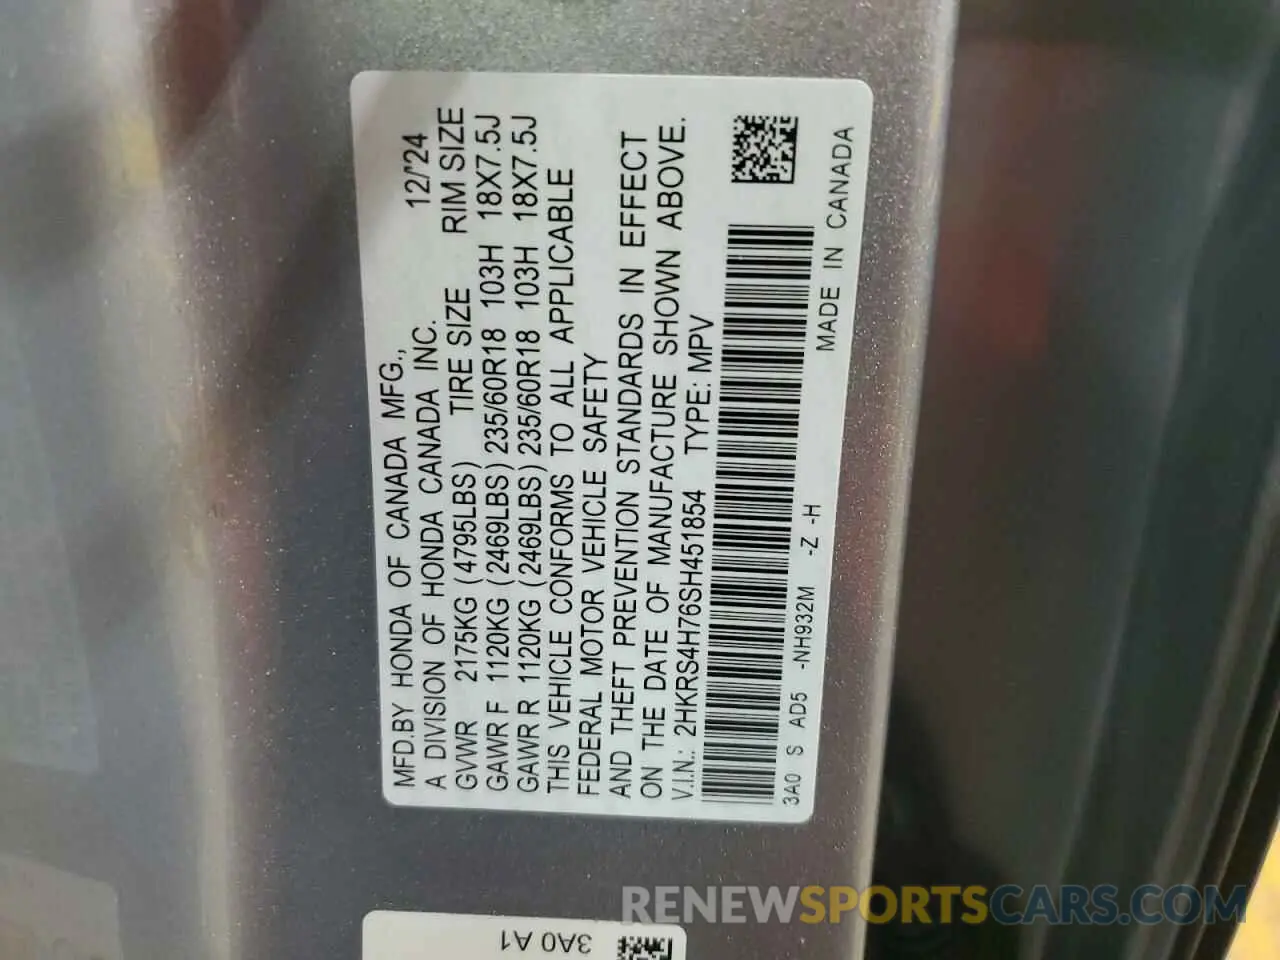 MFD.BY HONDA OF CANADA MFG.,
A DIVISION OF HONDA CANADA INC. 12/'24
GVWR 2175KG (4795LBS) TIRE SIZE RIM SIZE
GAWR F 1120KG (2469LBS) 235/60R18 103H 18X7.5J
GAWR R 1120KG (2469LBS) 235/60R18 103H 18X7.5J
THIS VEHICLE CONFORMS TO ALL APPLICABLE
FEDERAL MOTOR VEHICLE SAFETY
AND THEFT PREVENTION STANDARDS IN EFFECT
ON THE DATE OF MANUFACTURE SHOWN ABOVE.
V.I.N.: 2HKRS4H76SH451854 TYPE: MPV
3A0 S AD5 -NH932M -Z -H
MADE IN CANADA
3A0 A1
RENEWSPORTSCARS.COM